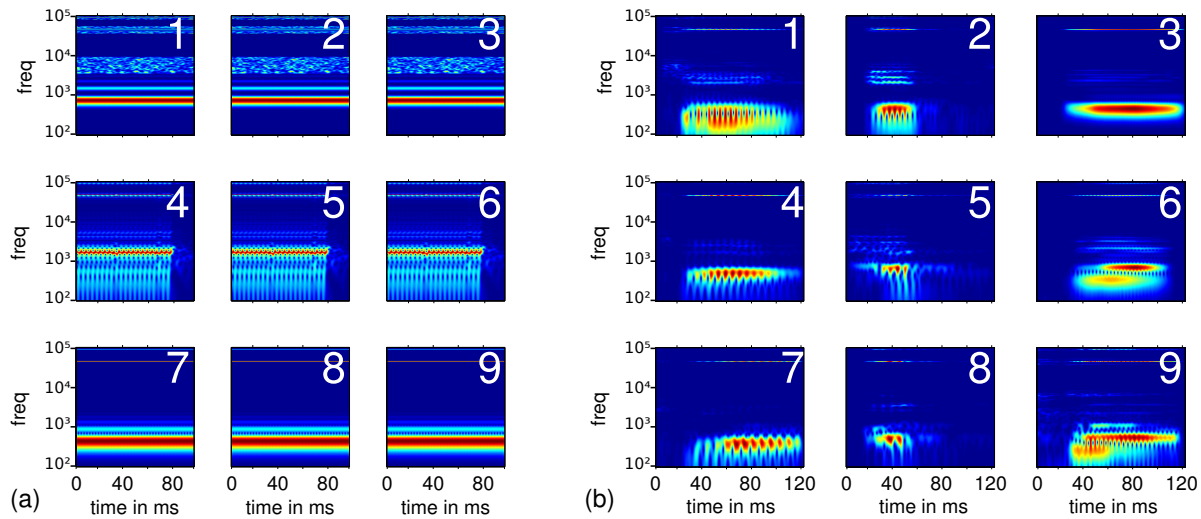 10⁵ 1 2 3 1 2 3
freq 10⁴ 10³ 10² freq 10⁵ 10⁴ 10³ 10²
10⁵ 4 5 6 4 5 6
freq 10⁴ 10³ 10² freq 10⁵ 10⁴ 10³ 10²
10⁵ 7 8 9 7 8 9
freq 10⁴ 10³ 10² freq 10⁵ 10⁴ 10³ 10²
0 40 80 0 40 80 0 40 80 0 40 80 120 0 40 80 120 0 40 80 120
(a) time in ms time in ms time in ms (b) time in ms time in ms time in ms